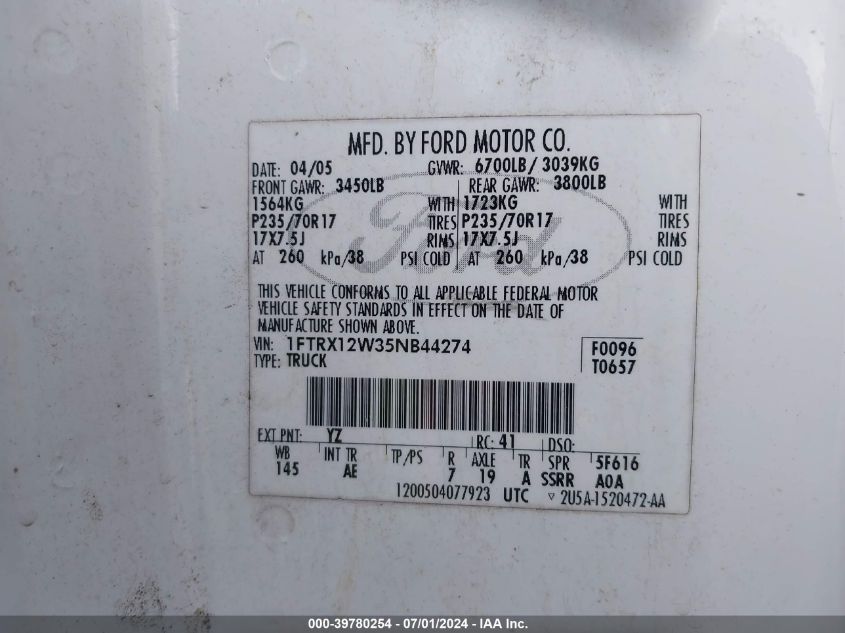 MFD. BY FORD MOTOR CO.
DATE: 04/05 GVWR: 6700LB/ 3039KG
FRONT GAWR: 3450LB REAR GAWR: 3800LB
1564KG WITH 1723KG WITH
P235/70R17 TIRES P235/70R17 TIRES
17X7.5J RIMS 17X7.5J RIMS
AT 260 kPa/38 PSI COLD AT 260 kPa/38 PSI COLD
Ford
THIS VEHICLE CONFORMS TO ALL APPLICABLE FEDERAL MOTOR
VEHICLE SAFETY STANDARDS IN EFFECT ON THE DATE OF
MANUFACTURE SHOWN ABOVE.
VIN: 1FTRX12W35NB44274 F0096
TYPE: TRUCK T0657
EXT PNT: YZ RC: 41 DSO:
WB INT TR TP/PS R AXLE TR SPR 5F616
145 AE 7 19 A SSRR A0A
1200504077923 UTC ▽ 2U5A-1520472-AA
000-39780254 - 07/01/2024 - IAA Inc.